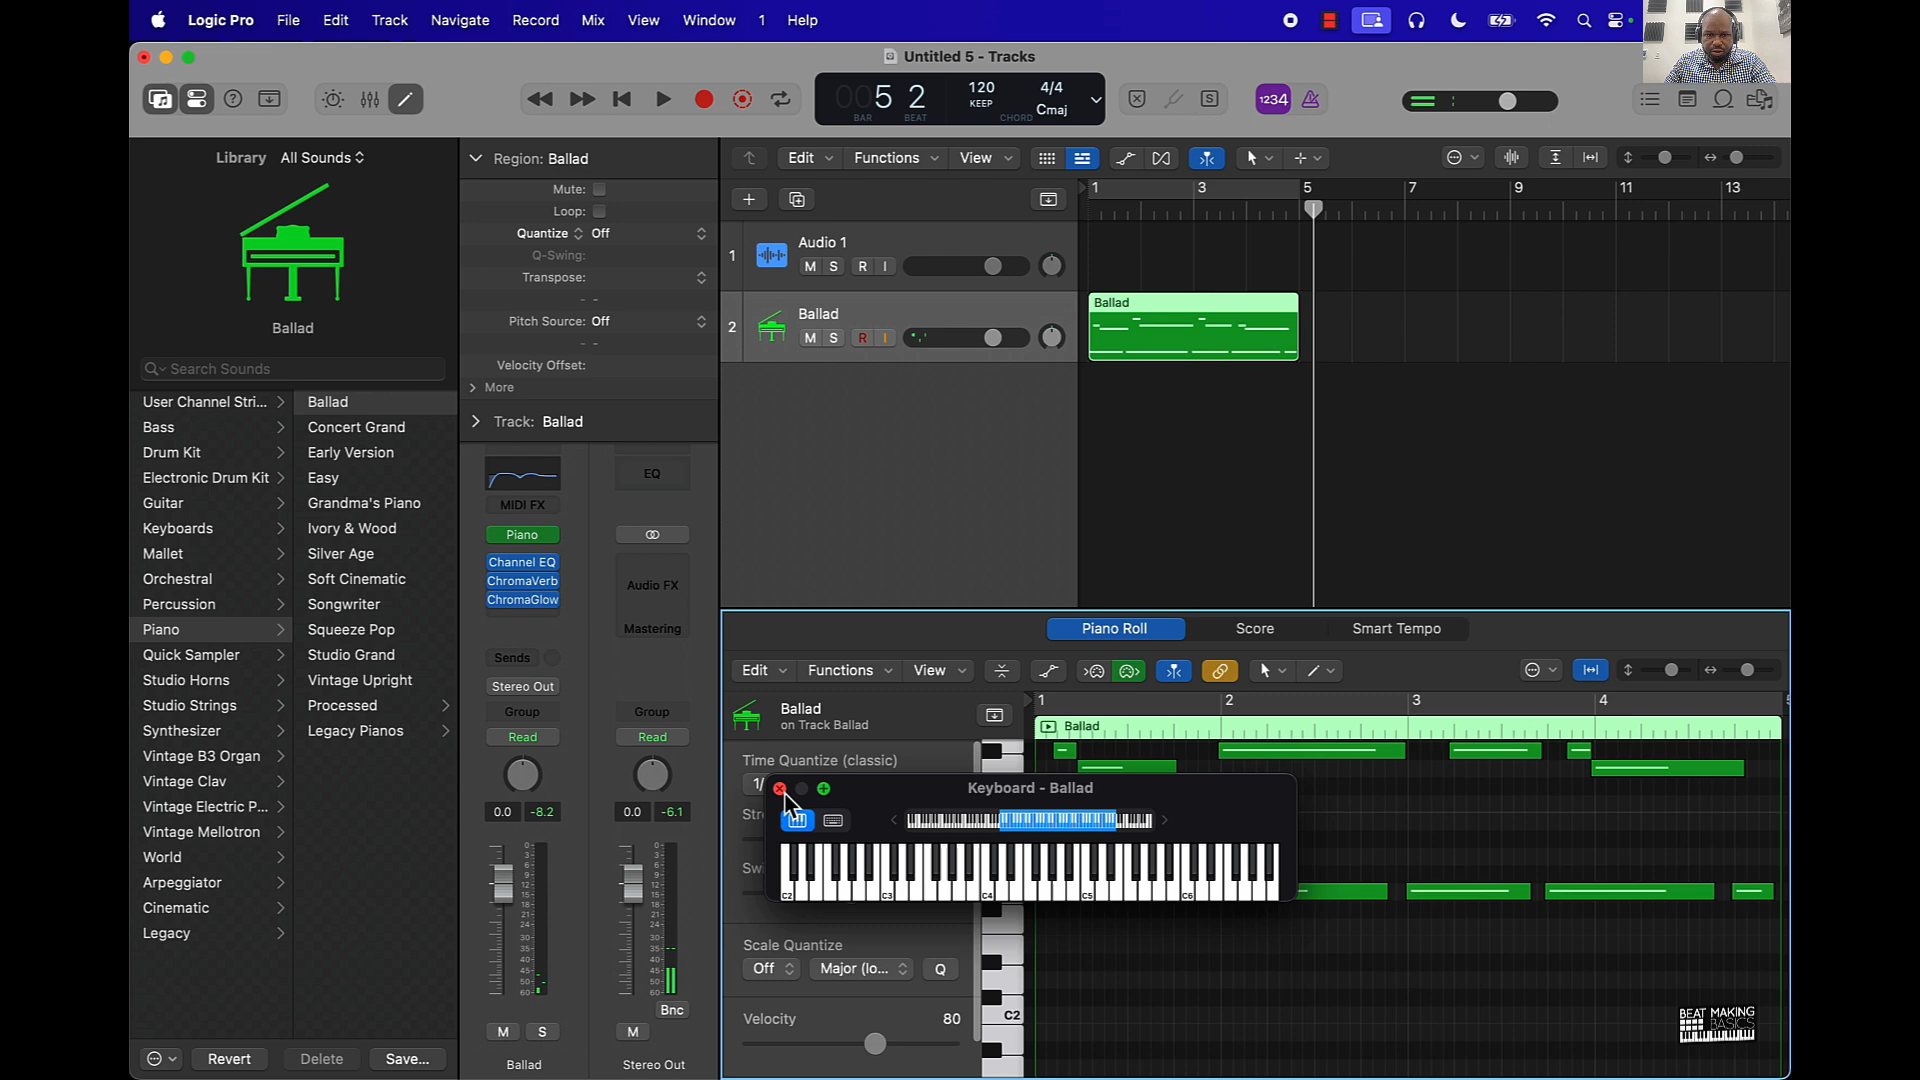 Logic Pro File Edit Track Navigate Record Mix View Window 1 Help
Untitled 5 - Tracks
5 2 120 4/4
KEEP Cmaj
BAR BEAT CHORD
1234
Library All Sounds
Ballad
Search Sounds
User Channel Stri... Ballad
Bass Concert Grand
Drum Kit Early Version
Electronic Drum Kit Easy
Guitar Grandma's Piano
Keyboards Ivory & Wood
Mallet Silver Age
Orchestral Soft Cinematic
Percussion Songwriter
Piano Squeeze Pop
Quick Sampler Studio Grand
Studio Horns Vintage Upright
Studio Strings Processed
Synthesizer Legacy Pianos
Vintage B3 Organ
Vintage Clav
Vintage Electric P...
Vintage Mellotron
World
Arpeggiator
Cinematic
Legacy
Revert Delete Save...
Region: Ballad
Mute:
Loop:
Quantize Off
Q-Swing:
Transpose:
Pitch Source: Off
Velocity Offset:
More
Track: Ballad
EQ
MIDI FX
Piano
Channel EQ
ChromaVerb
ChromaGlow
Audio FX
Mastering
Sends
Stereo Out
Group Group
Read Read
0.0 -8.2 0.0 -6.1
Bnc
M S M
Ballad Stereo Out
Edit Functions View
1 3 5 7 9 11 13
1 Audio 1
M S R I
2 Ballad
M S R I
Ballad
Piano Roll Score Smart Tempo
Edit Functions View
1 2 3 4
Ballad
on Track Ballad
Ballad
Time Quantize (classic)
Keyboard - Ballad
C2 C3 C4 C5 C6
Scale Quantize
Off Major (lo... Q
C2
Velocity 80
BEAT MAKING
BASICS